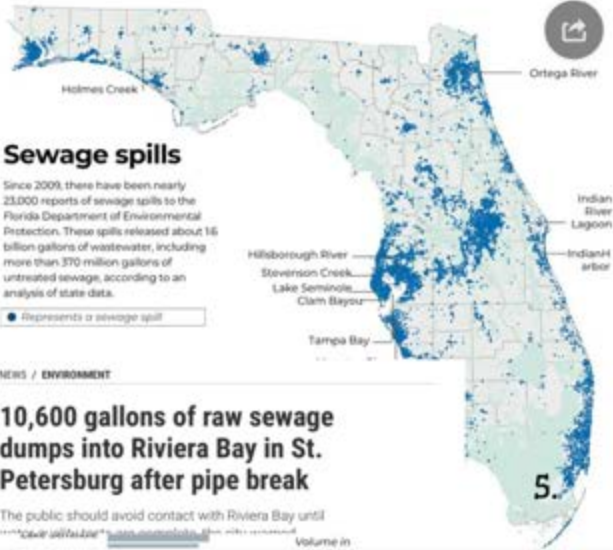 Ortega River
Holmes Creek
Sewage spills
Since 2009, there have been nearly
23,000 reports of sewage spills to the
Florida Department of Environmental
Protection. These spills released about 1.6
billion gallons of wastewater, including
more than 370 million gallons of
untreated sewage, according to an
analysis of state data.
Represents a sewage spill
Indian
River
Lagoon
IndianH
arbor
Hillsborough River
Stevenson Creek
Lake Seminole
Clam Bayou
Tampa Bay
NEWS / ENVIRONMENT
10,600 gallons of raw sewage
dumps into Riviera Bay in St.
Petersburg after pipe break
The public should avoid contact with Riviera Bay until
5.
Volume in